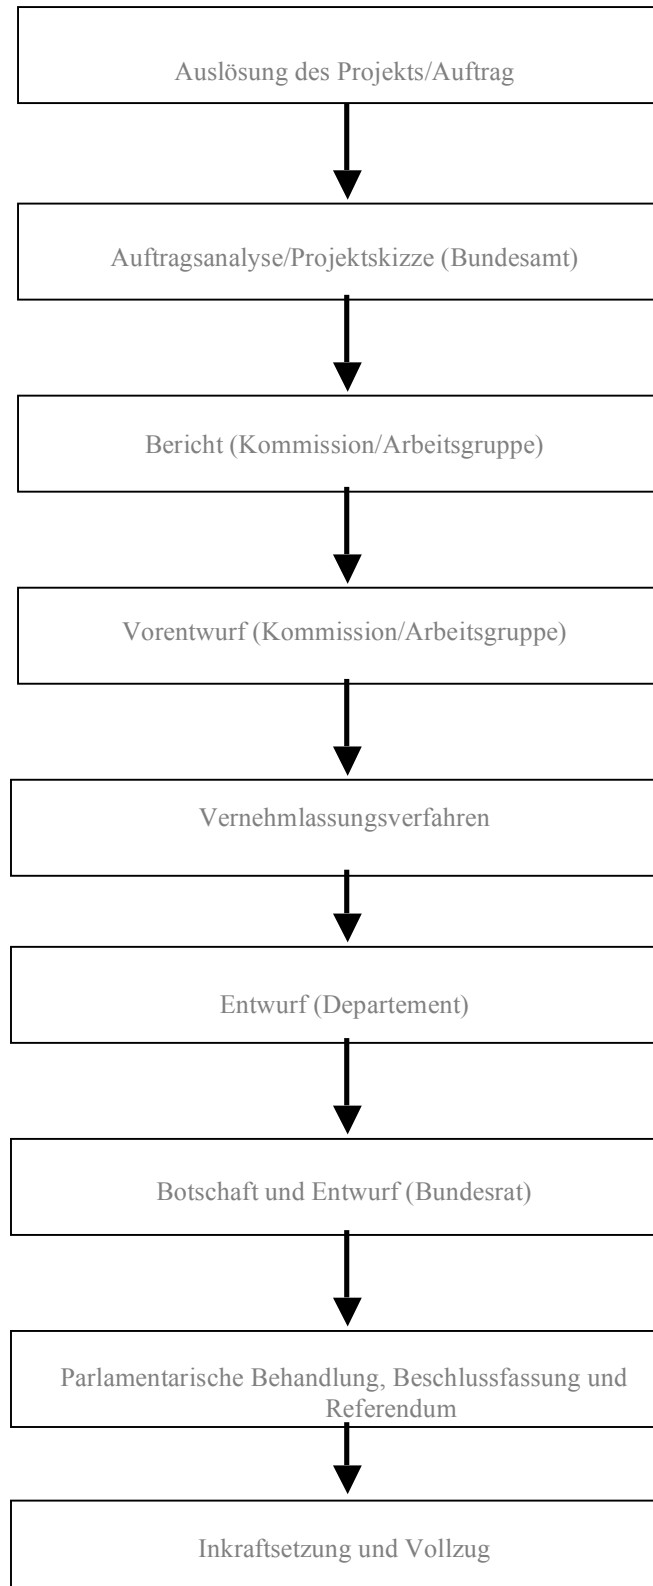 Auslösung des Projekts/Auftrag
Auftragsanalyse/Projektskizze (Bundesamt)
Bericht (Kommission/Arbeitsgruppe)
Vorentwurf (Kommission/Arbeitsgruppe)
Vernehmlassungsverfahren
Entwurf (Departement)
Botschaft und Entwurf (Bundesrat)
Parlamentarische Behandlung, Beschlussfassung und
Referendum
Inkraftsetzung und Vollzug